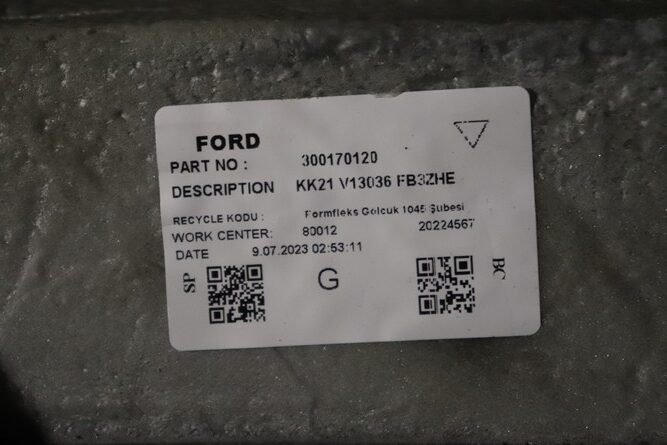 FORD
PART NO : 300170120
DESCRIPTION KK21 V13036 FB3ZHE
RECYCLE KODU : Formfleks Golcuk 1045 Şubesi
WORK CENTER: 80012 20224567
DATE 9.07.2023 02:53:11
SP G BC